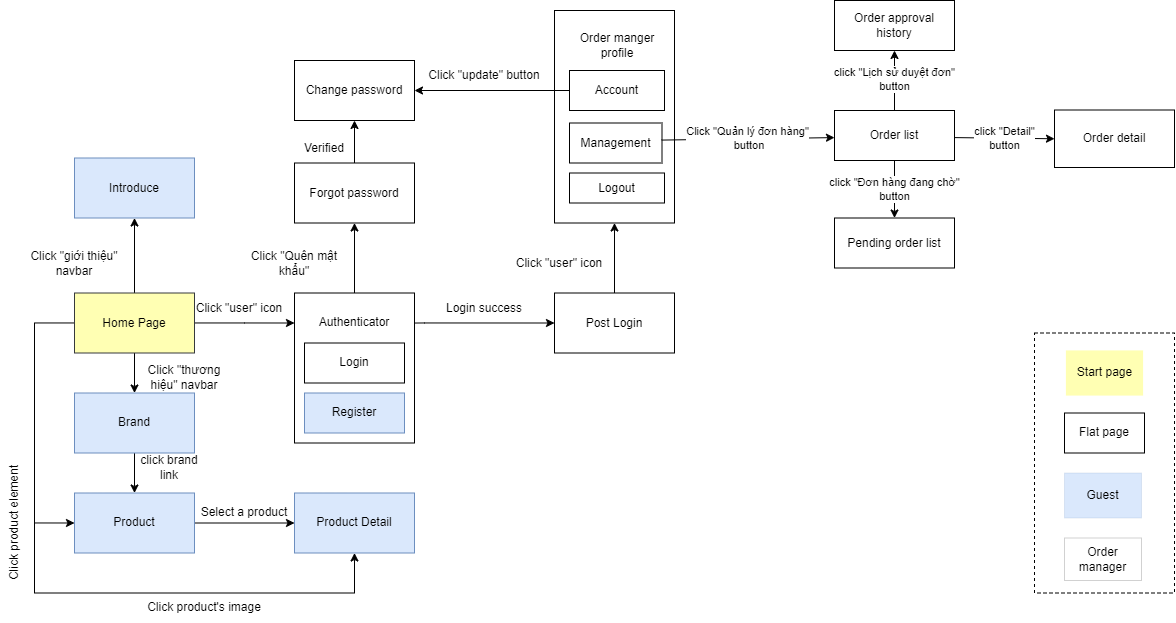 Order approval
history
Order manger
profile
click "Lịch sử duyệt đơn"
button
Click "update" button
Change password
Account
Click "Quản lý đơn hàng"
button
Order list
click "Detail"
button
Order detail
Management
Verified
click "Đơn hàng đang chờ"
button
Introduce
Forgot password
Logout
Pending order list
Click "giới thiệu"
navbar
Click "Quên mật
khẩu"
Click "user" icon
Home Page
Click "user" icon
Authenticator
Login success
Post Login
Login
Click "thương
hiệu" navbar
Start page
Brand
Register
Flat page
click brand
link
Click product element
Guest
Product
Select a product
Product Detail
Order
manager
Click product's image